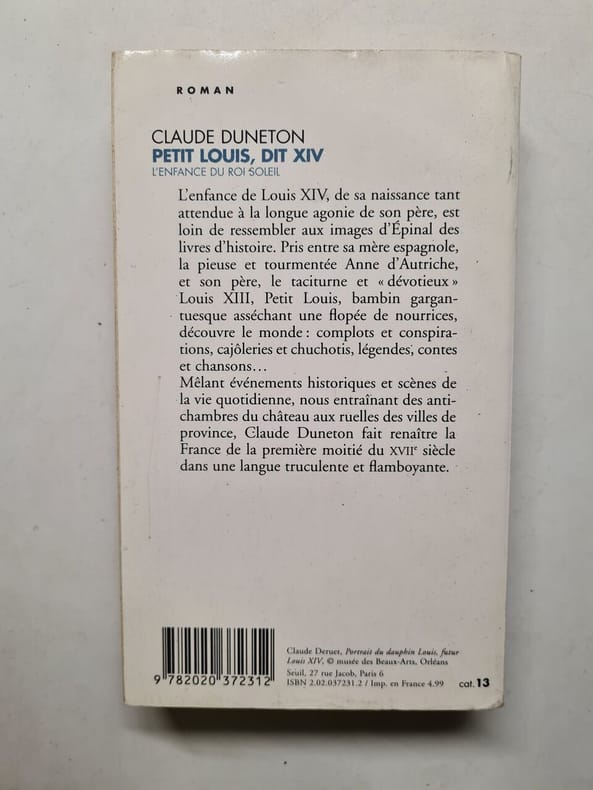 ROMAN
CLAUDE DUNETON
PETIT LOUIS, DIT XIV
L'ENFANCE DU ROI SOLEIL
L'enfance de Louis XIV, de sa naissance tant
attendue à la longue agonie de son père, est
loin de ressembler aux images d'Épinal des
livres d'histoire. Pris entre sa mère espagnole,
la pieuse et tourmentée Anne d'Autriche,
et son père, le taciturne et « dévotieux »
Louis XIII, Petit Louis, bambin gargan-
tuesque asséchant une flopée de nourrices,
découvre le monde : complots et conspira-
tions, cajôleries et chuchotis, légendes, contes
et chansons…
Mêlant événements historiques et scènes de
la vie quotidienne, nous entraînant des anti-
chambres du château aux ruelles des villes de
province, Claude Duneton fait renaître la
France de la première moitié du XVIIe siècle
dans une langue truculente et flamboyante.
Claude Deruet, Portrait du dauphin Louis, futur
Louis XIV, © musée des Beaux-Arts, Orléans
Seuil, 27 rue Jacob, Paris 6
ISBN 2.02.037231.2 / Imp. en France 4.99
cat. 13
9 782020 372312